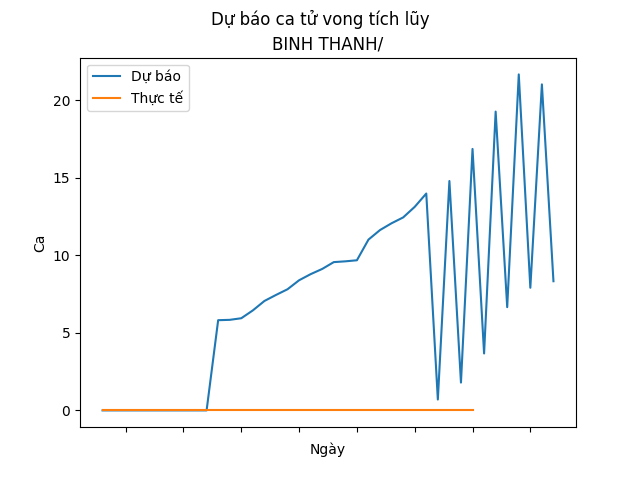 Dự báo ca tử vong tích lũy
BINH THANH/
Dự báo
Thực tế
20
15
10
5
0
Ca
Ngày